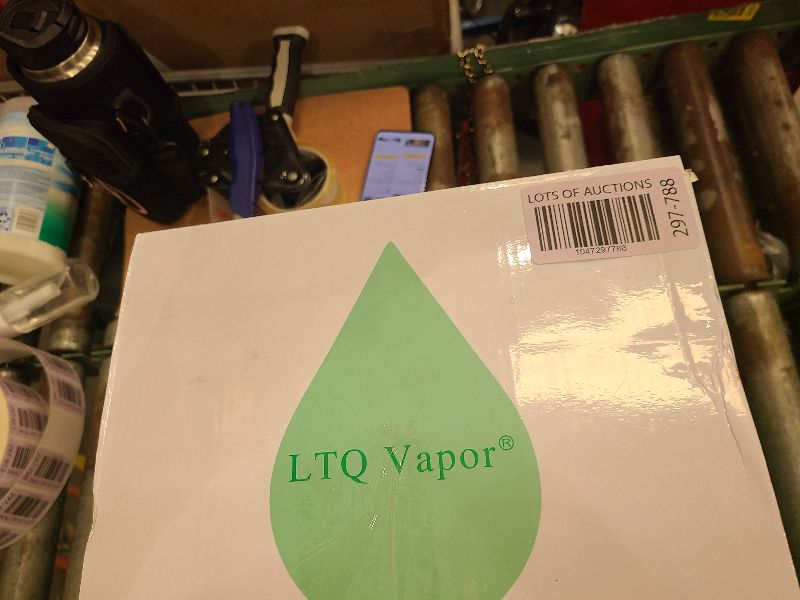 LOTS OF AUCTIONS
1047297788
297-788
LTQ Vapor®